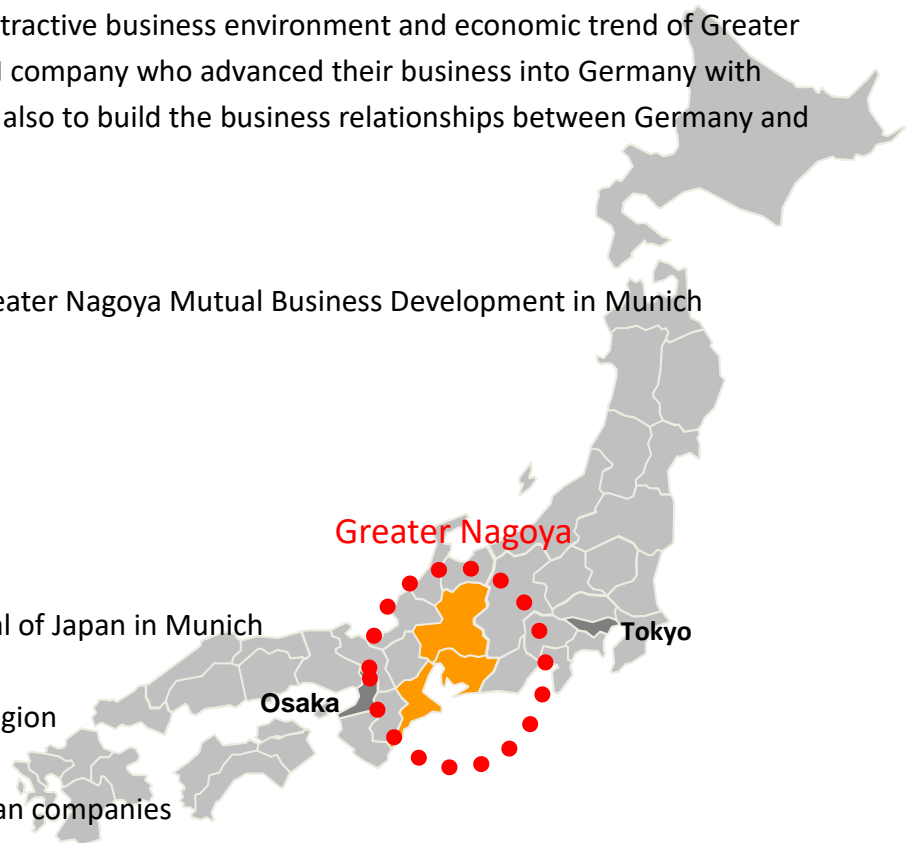 tractive business environment and economic trend of Greater
company who advanced their business into Germany with
also to build the business relationships between Germany and
eater Nagoya Mutual Business Development in Munich
Greater Nagoya
al of Japan in Munich
Tokyo
Osaka
gion
an companies